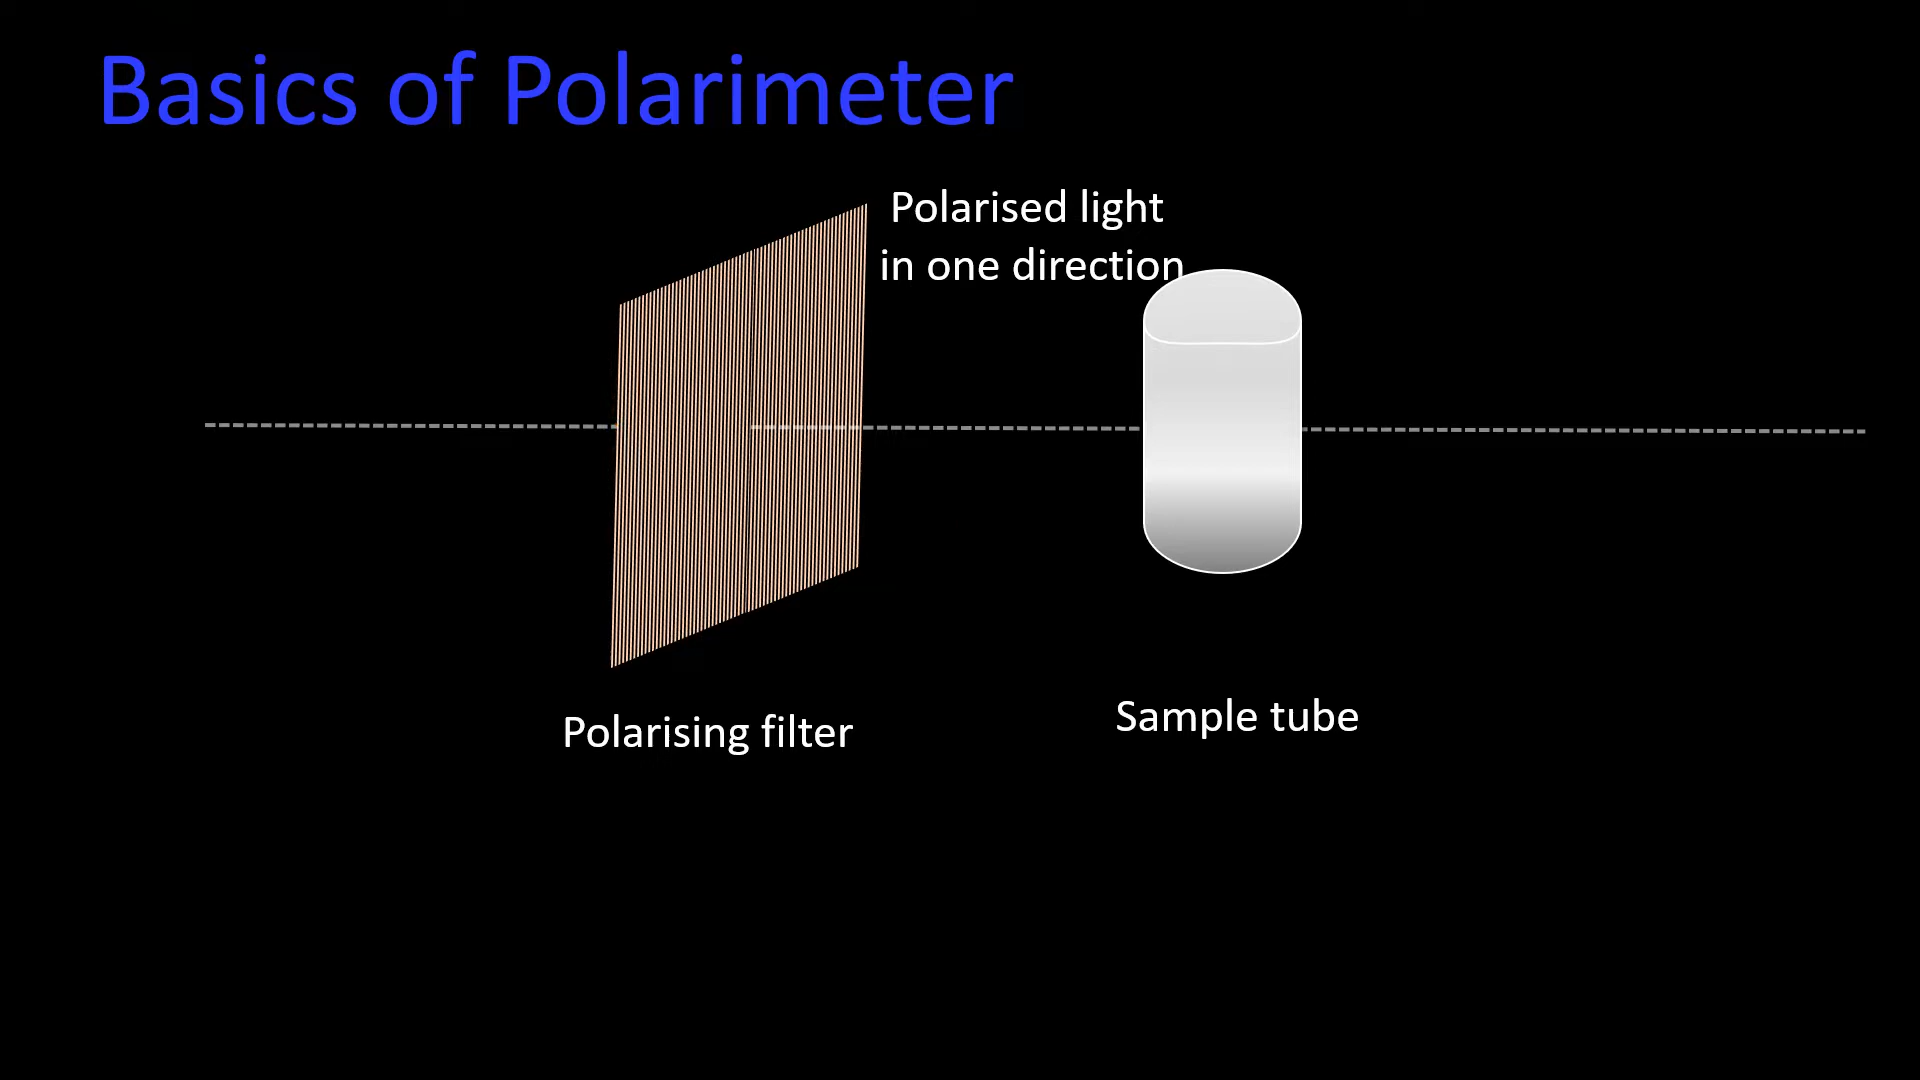 Basics of Polarimeter
Polarised light
in one direction
Polarising filter
Sample tube